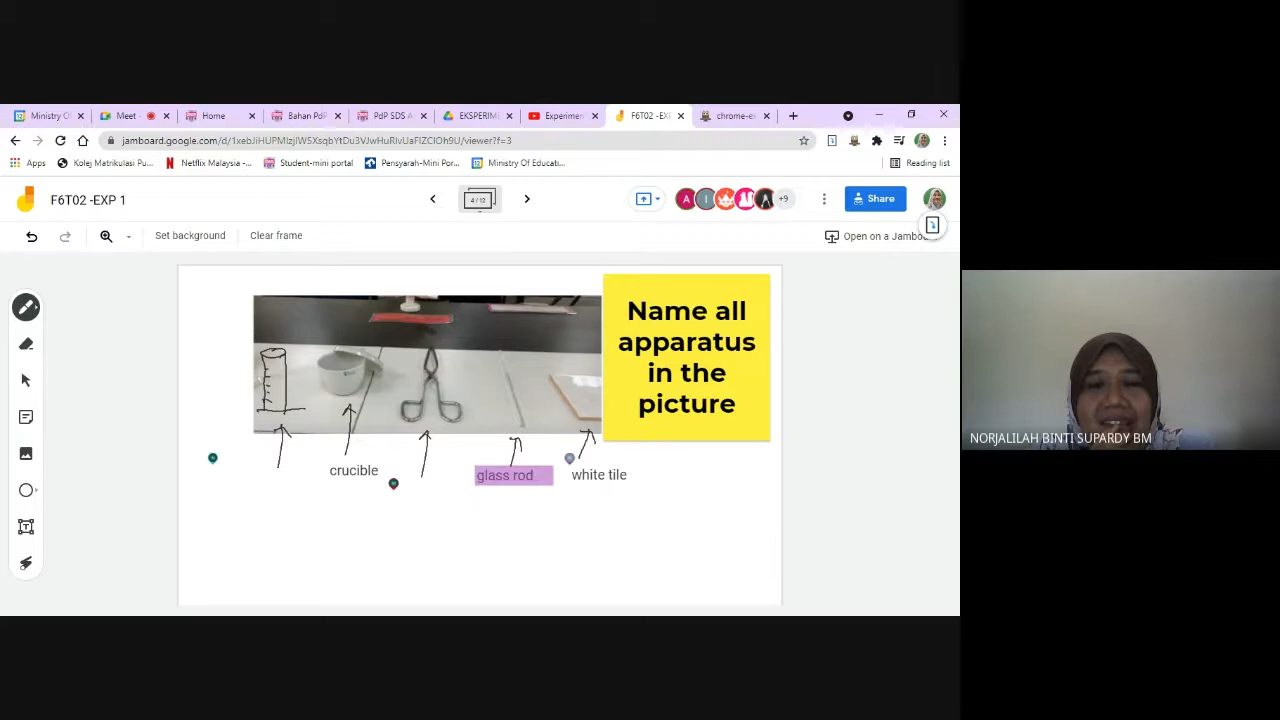 Ministry O
Meet -
Home
Bahan PdP
PdP SDS A
EKSPERIM
Experimen
F6T02 -EXP
chrome-ex
jamboard.google.com/d/1xebJiHUPMlzjIW5XsqbYtDu3VJwHuRivUaFlZClOh9U/viewer?f=3
Apps
Kolej Matrikulasi Pu...
Netflix Malaysia -...
Student-mini portal
Pensyarah-Mini Por...
Ministry Of Educati...
Reading list
F6T02 -EXP 1
4 / 12
A
I
+9
Share
Set background
Clear frame
Open on a Jamboard
Name all
apparatus
in the
picture
crucible
glass rod
white tile
NORJALILAH BINTI SUPARDY BM